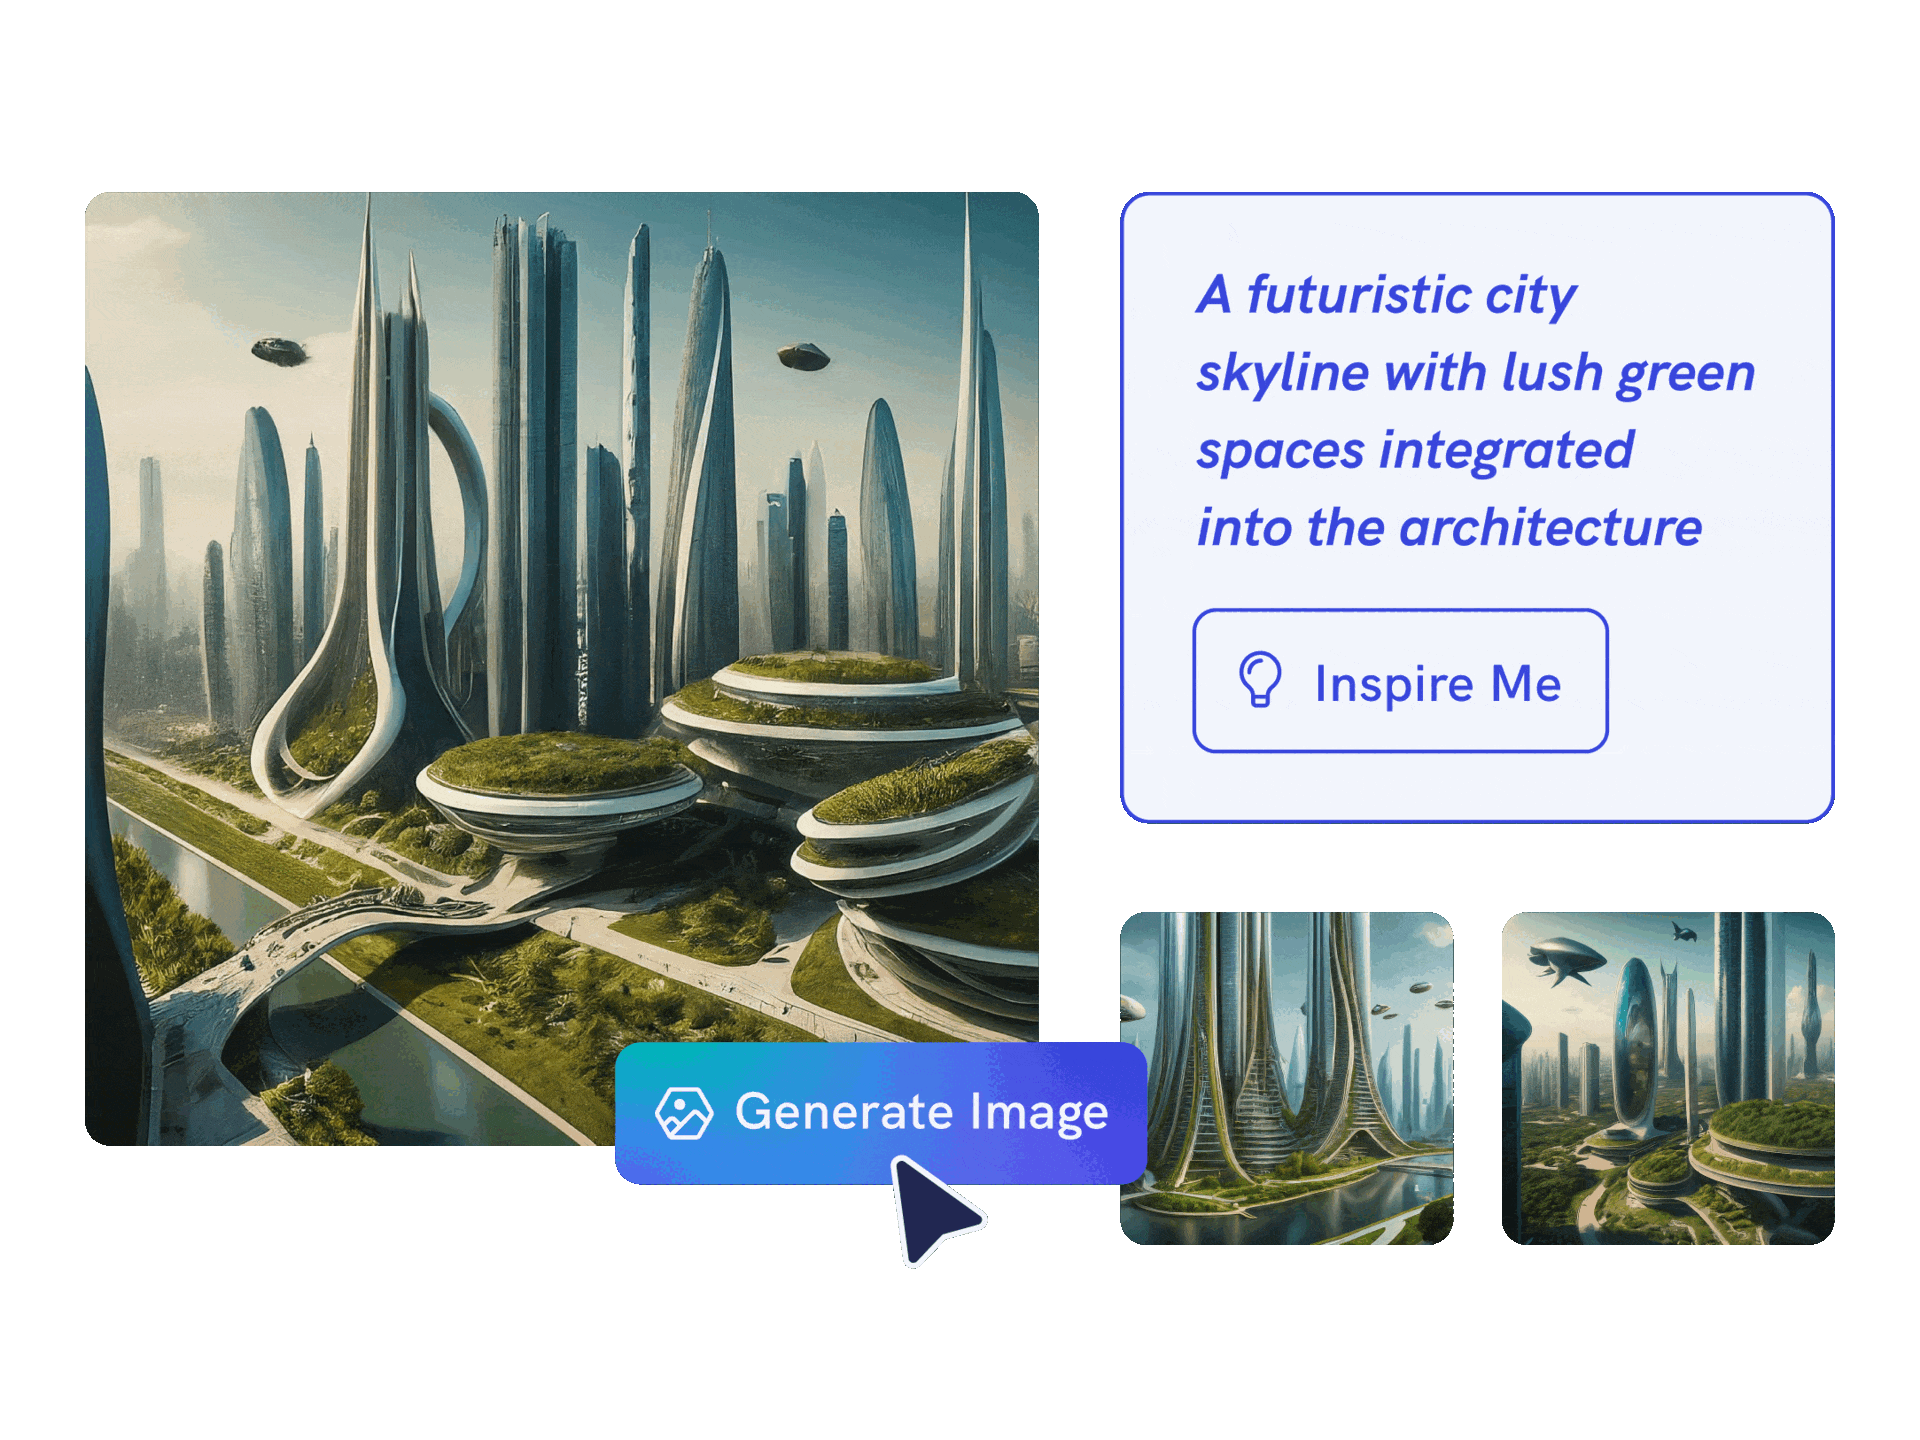 A futuristic city
skyline with lush green
spaces integrated
into the architecture
Inspire Me
Generate Image